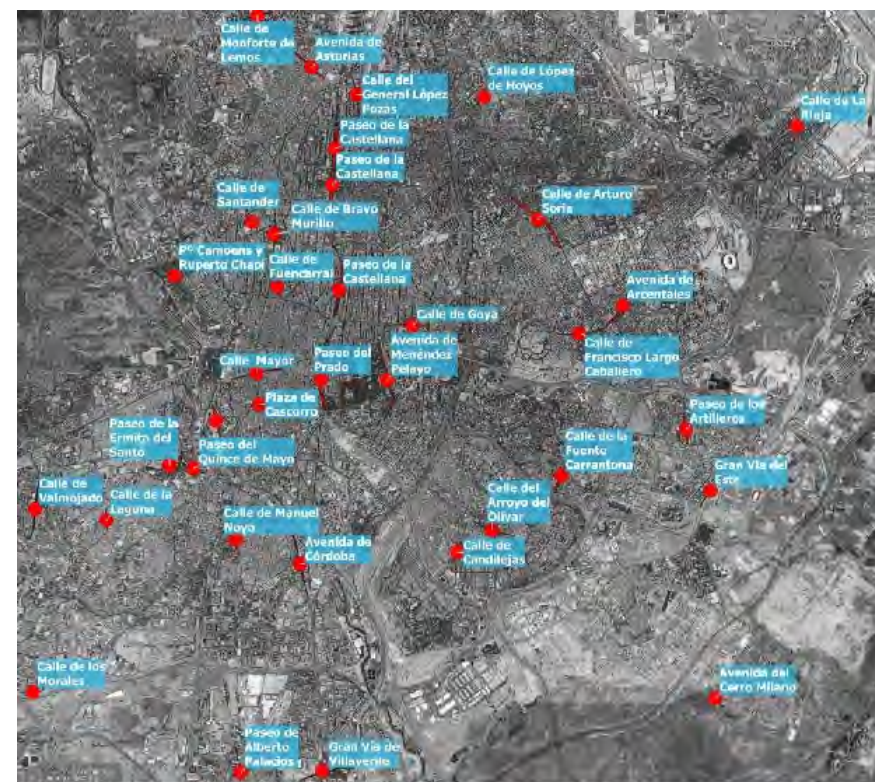 Calle de
Monforte de
Lemos
Avenida de
Asturias
Calle del
General López
Pozas
Calle de López
de Hoyos
Calle de La
Rioja
Paseo de la
Castellana
Paseo de la
Castellana
Calle de
Santander
Calle de Bravo
Murillo
Calle de Arturo
Soria
Pº Camoens y
Ruperto Chapí
Calle de
Fuencarral
Paseo de la
Castellana
Avenida de
Arcentales
Calle de Goya
Avenida de
Menéndez
Pelayo
Calle de
Francisco Largo
Caballero
Calle Mayor
Paseo del
Prado
Plaza de
Cascorro
Paseo de los
Artilleros
Paseo de la
Ermita del
Santo
Paseo del
Quince de Mayo
Calle de la
Fuente
Carrantona
Gran Vía del
Este
Calle de
Valmojado
Calle de la
Laguna
Calle del
Arroyo del
Olivar
Calle de Manuel
Noya
Avenida de
Córdoba
Calle de
Candilejas
Calle de los
Morales
Avenida del
Cerro Milano
Paseo de
Alberto
Palacios
Gran Vía de
Villaverde